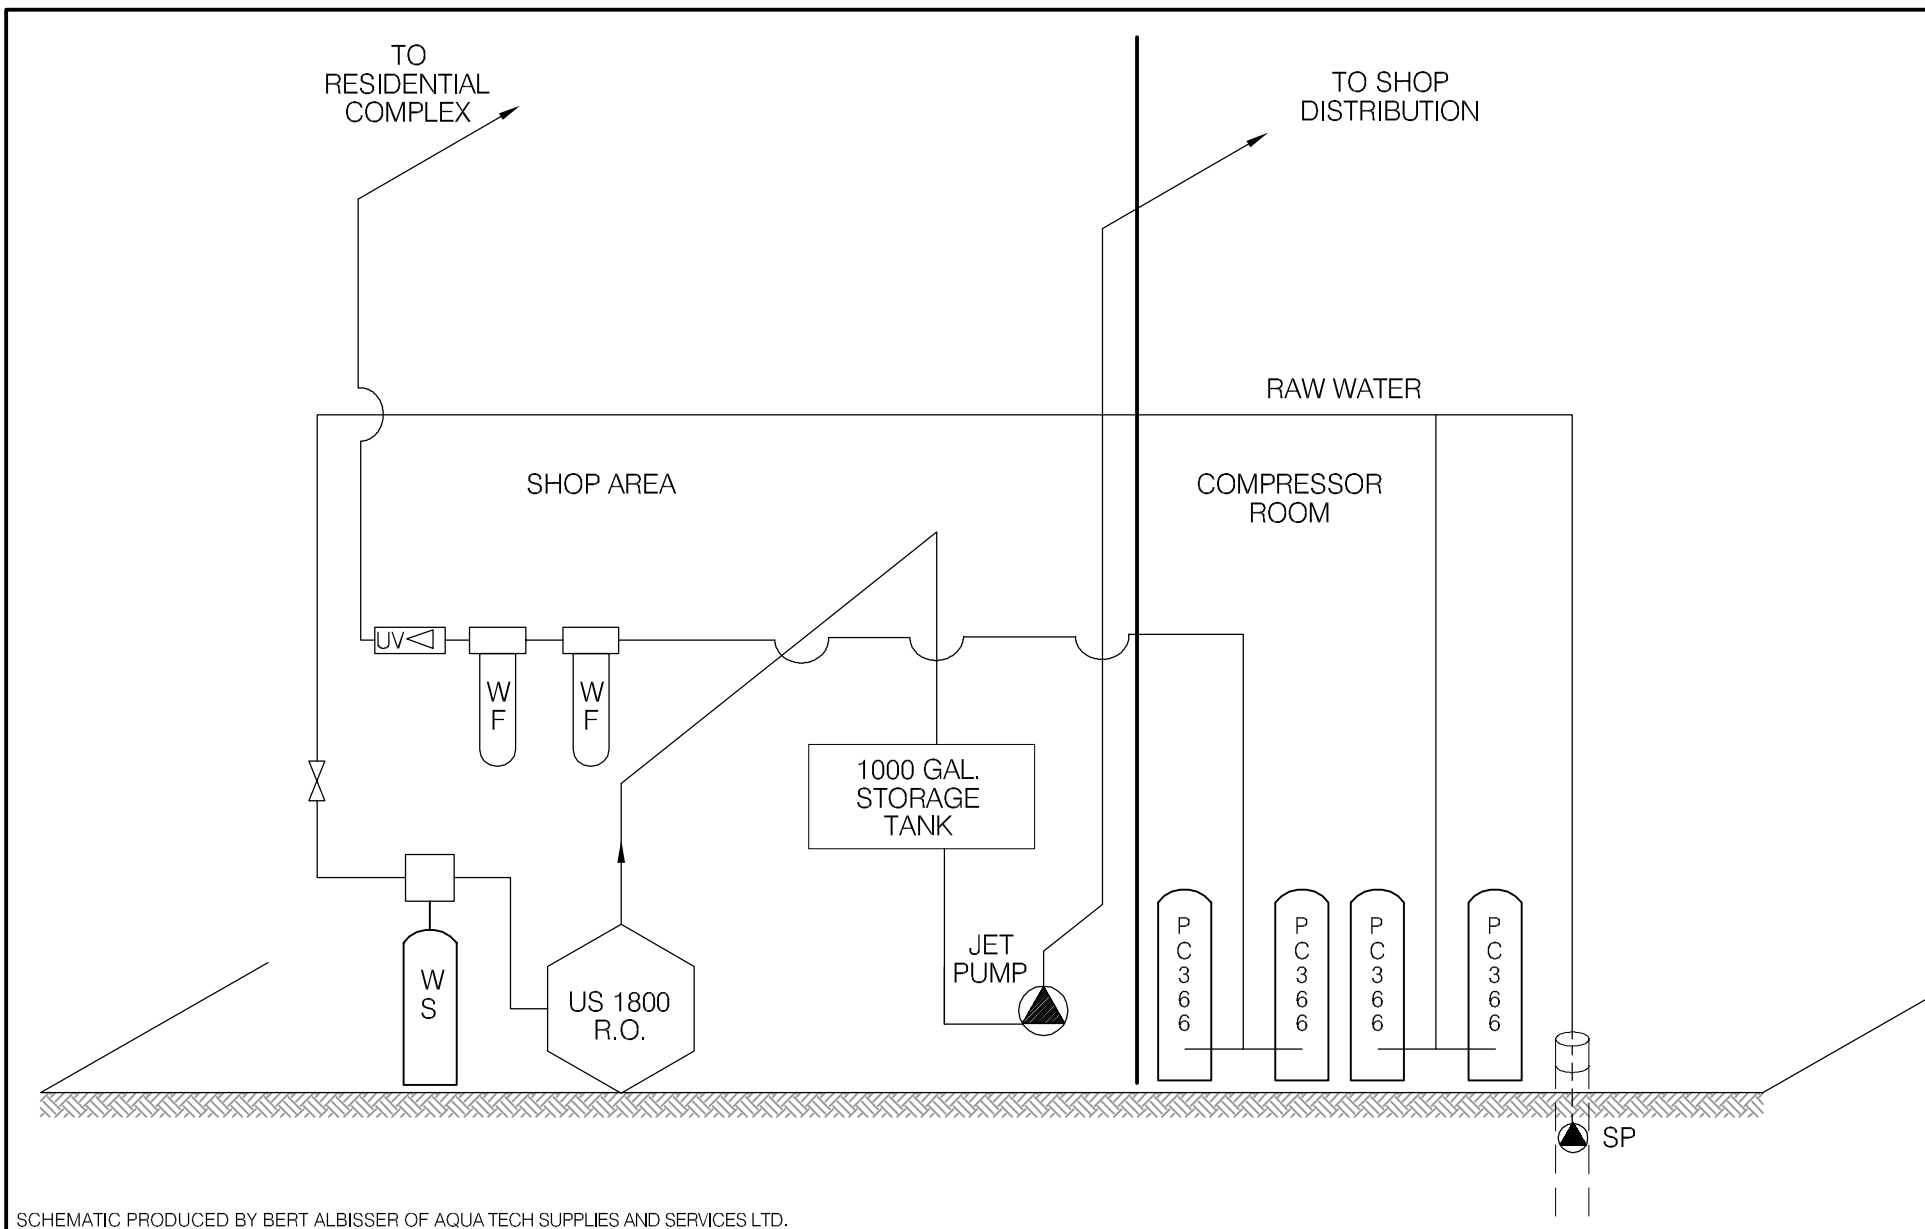 TO
RESIDENTIAL
COMPLEX
TO SHOP
DISTRIBUTION
RAW WATER
SHOP AREA
COMPRESSOR
ROOM
UV
W
F
W
F
1000 GAL.
STORAGE
TANK
W
S
US 1800
R.O.
JET
PUMP
P
C
3
6
6
P
C
3
6
6
P
C
3
6
6
P
C
3
6
6
SP
SCHEMATIC PRODUCED BY BERT ALBISSER OF AQUA TECH SUPPLIES AND SERVICES LTD.